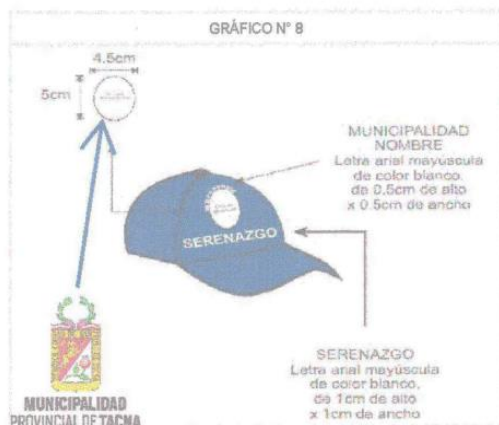 GRÁFICO N° 8
4.5cm
5cm
MUNICIPALIDAD
NOMBRE
Letra arial mayúscula
de color blanco,
de 0.5cm de alto
x 0.5cm de ancho
SERENAZGO
SERENAZGO
Letra arial mayúscula
de color blanco,
de 1cm de alto
x 1cm de ancho
MUNICIPALIDAD
PROVINCIAL DE TACNA